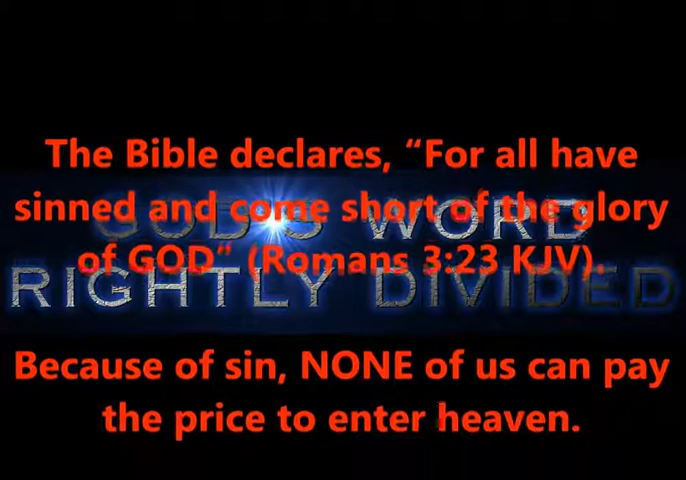 The Bible declares, “For all have
sinned and come short of the glory
of GOD” (Romans 3:23 KJV).
GOD'S WORD
RIGHTLY DIVIDED
Because of sin, NONE of us can pay
the price to enter heaven.